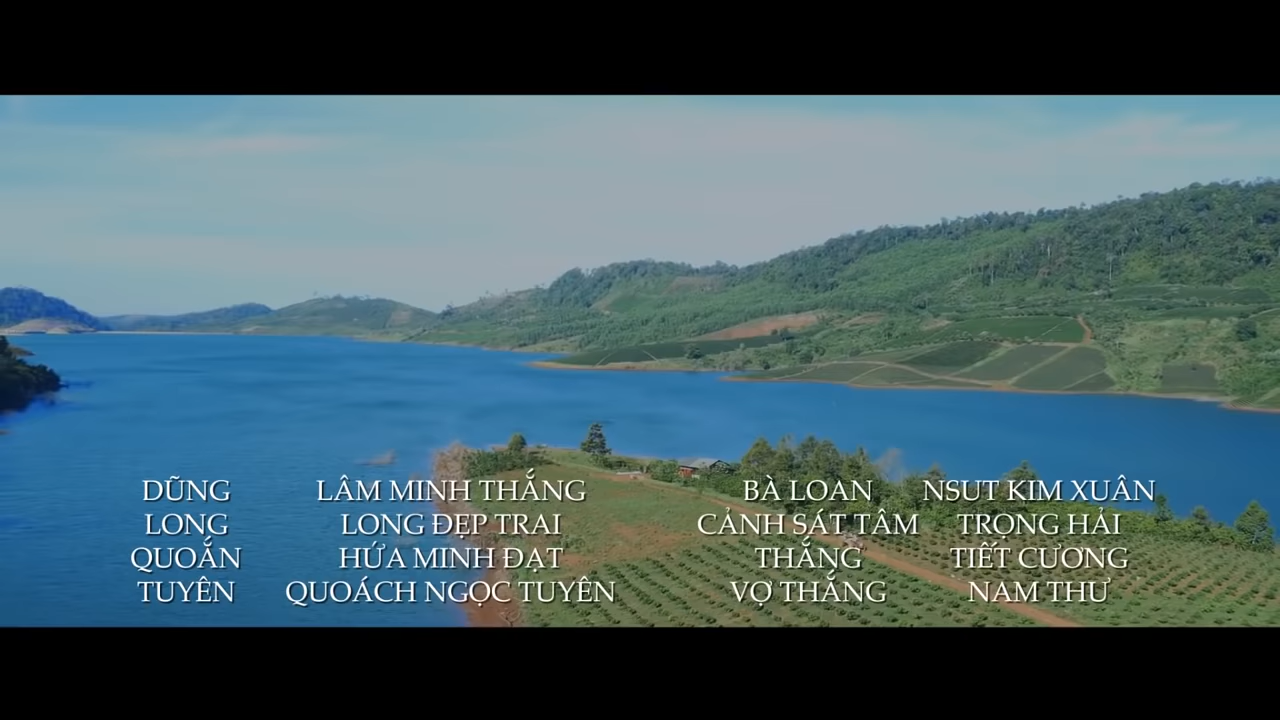 DŨNG LÂM MINH THẮNG BÀ LOAN NSUT KIM XUÂN
LONG LONG ĐẸP TRAI CẢNH SÁT TÂM TRỌNG HẢI
QUOẮN HỨA MINH ĐẠT THẮNG TIẾT CƯƠNG
TUYÊN QUOÁCH NGỌC TUYÊN VỢ THẮNG NAM THƯ